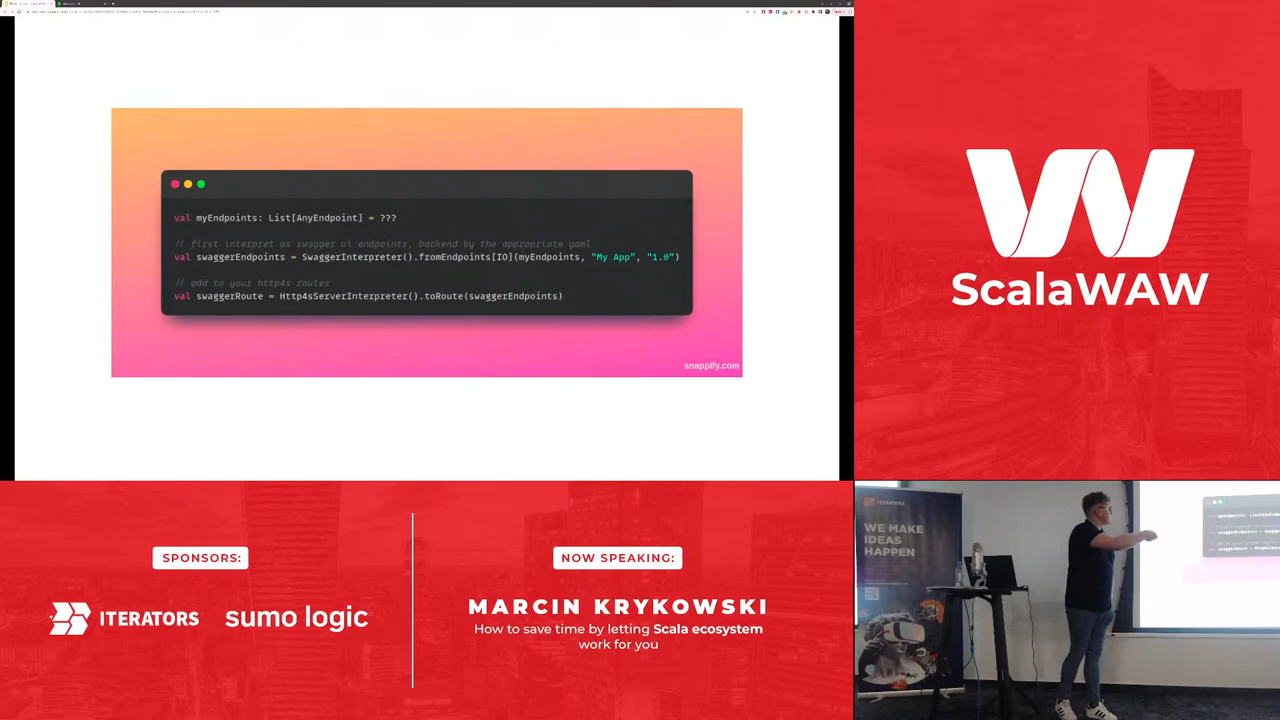 val myEndpoints: List[AnyEndpoint] = ???
// first interpret as swagger ui endpoints, backend by the appropriate yaml
val swaggerEndpoints = SwaggerInterpreter().fromEndpoints[IO](myEndpoints, "My App", "1.0")
// add to your http4s routes
val swaggerRoute = Http4sServerInterpreter().toRoute(swaggerEndpoints)
snappify.com
ScalaWAW
SPONSORS:
ITERATORS
sumo logic
NOW SPEAKING:
MARCIN KRYKOWSKI
How to save time by letting Scala ecosystem
work for you
ITERATORS
WE MAKE
IDEAS
HAPPEN